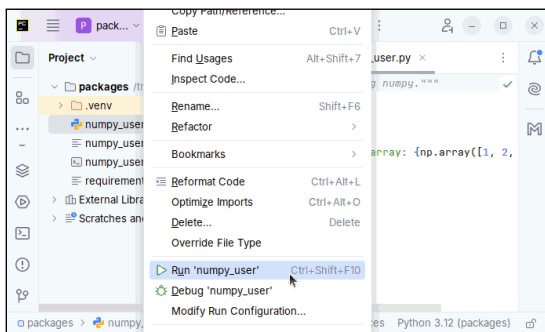 PC
P pack...
Copy Path/Reference...
Paste Ctrl+V
Find Usages Alt+Shift+7
Inspect Code...
Rename... Shift+F6
Refactor
Bookmarks
Reformat Code Ctrl+Alt+L
Optimize Imports Ctrl+Alt+O
Delete... Delete
Override File Type
Run 'numpy_user' Ctrl+Shift+F10
Debug 'numpy_user'
Modify Run Configuration...
Project
packages
.venv
numpy_user
numpy_user
numpy_user
requirement
External Libra
Scratches an
_user.py
g numpy."""
array: {np.array([1, 2,
packages > numpy_
es Python 3.12 (packages)